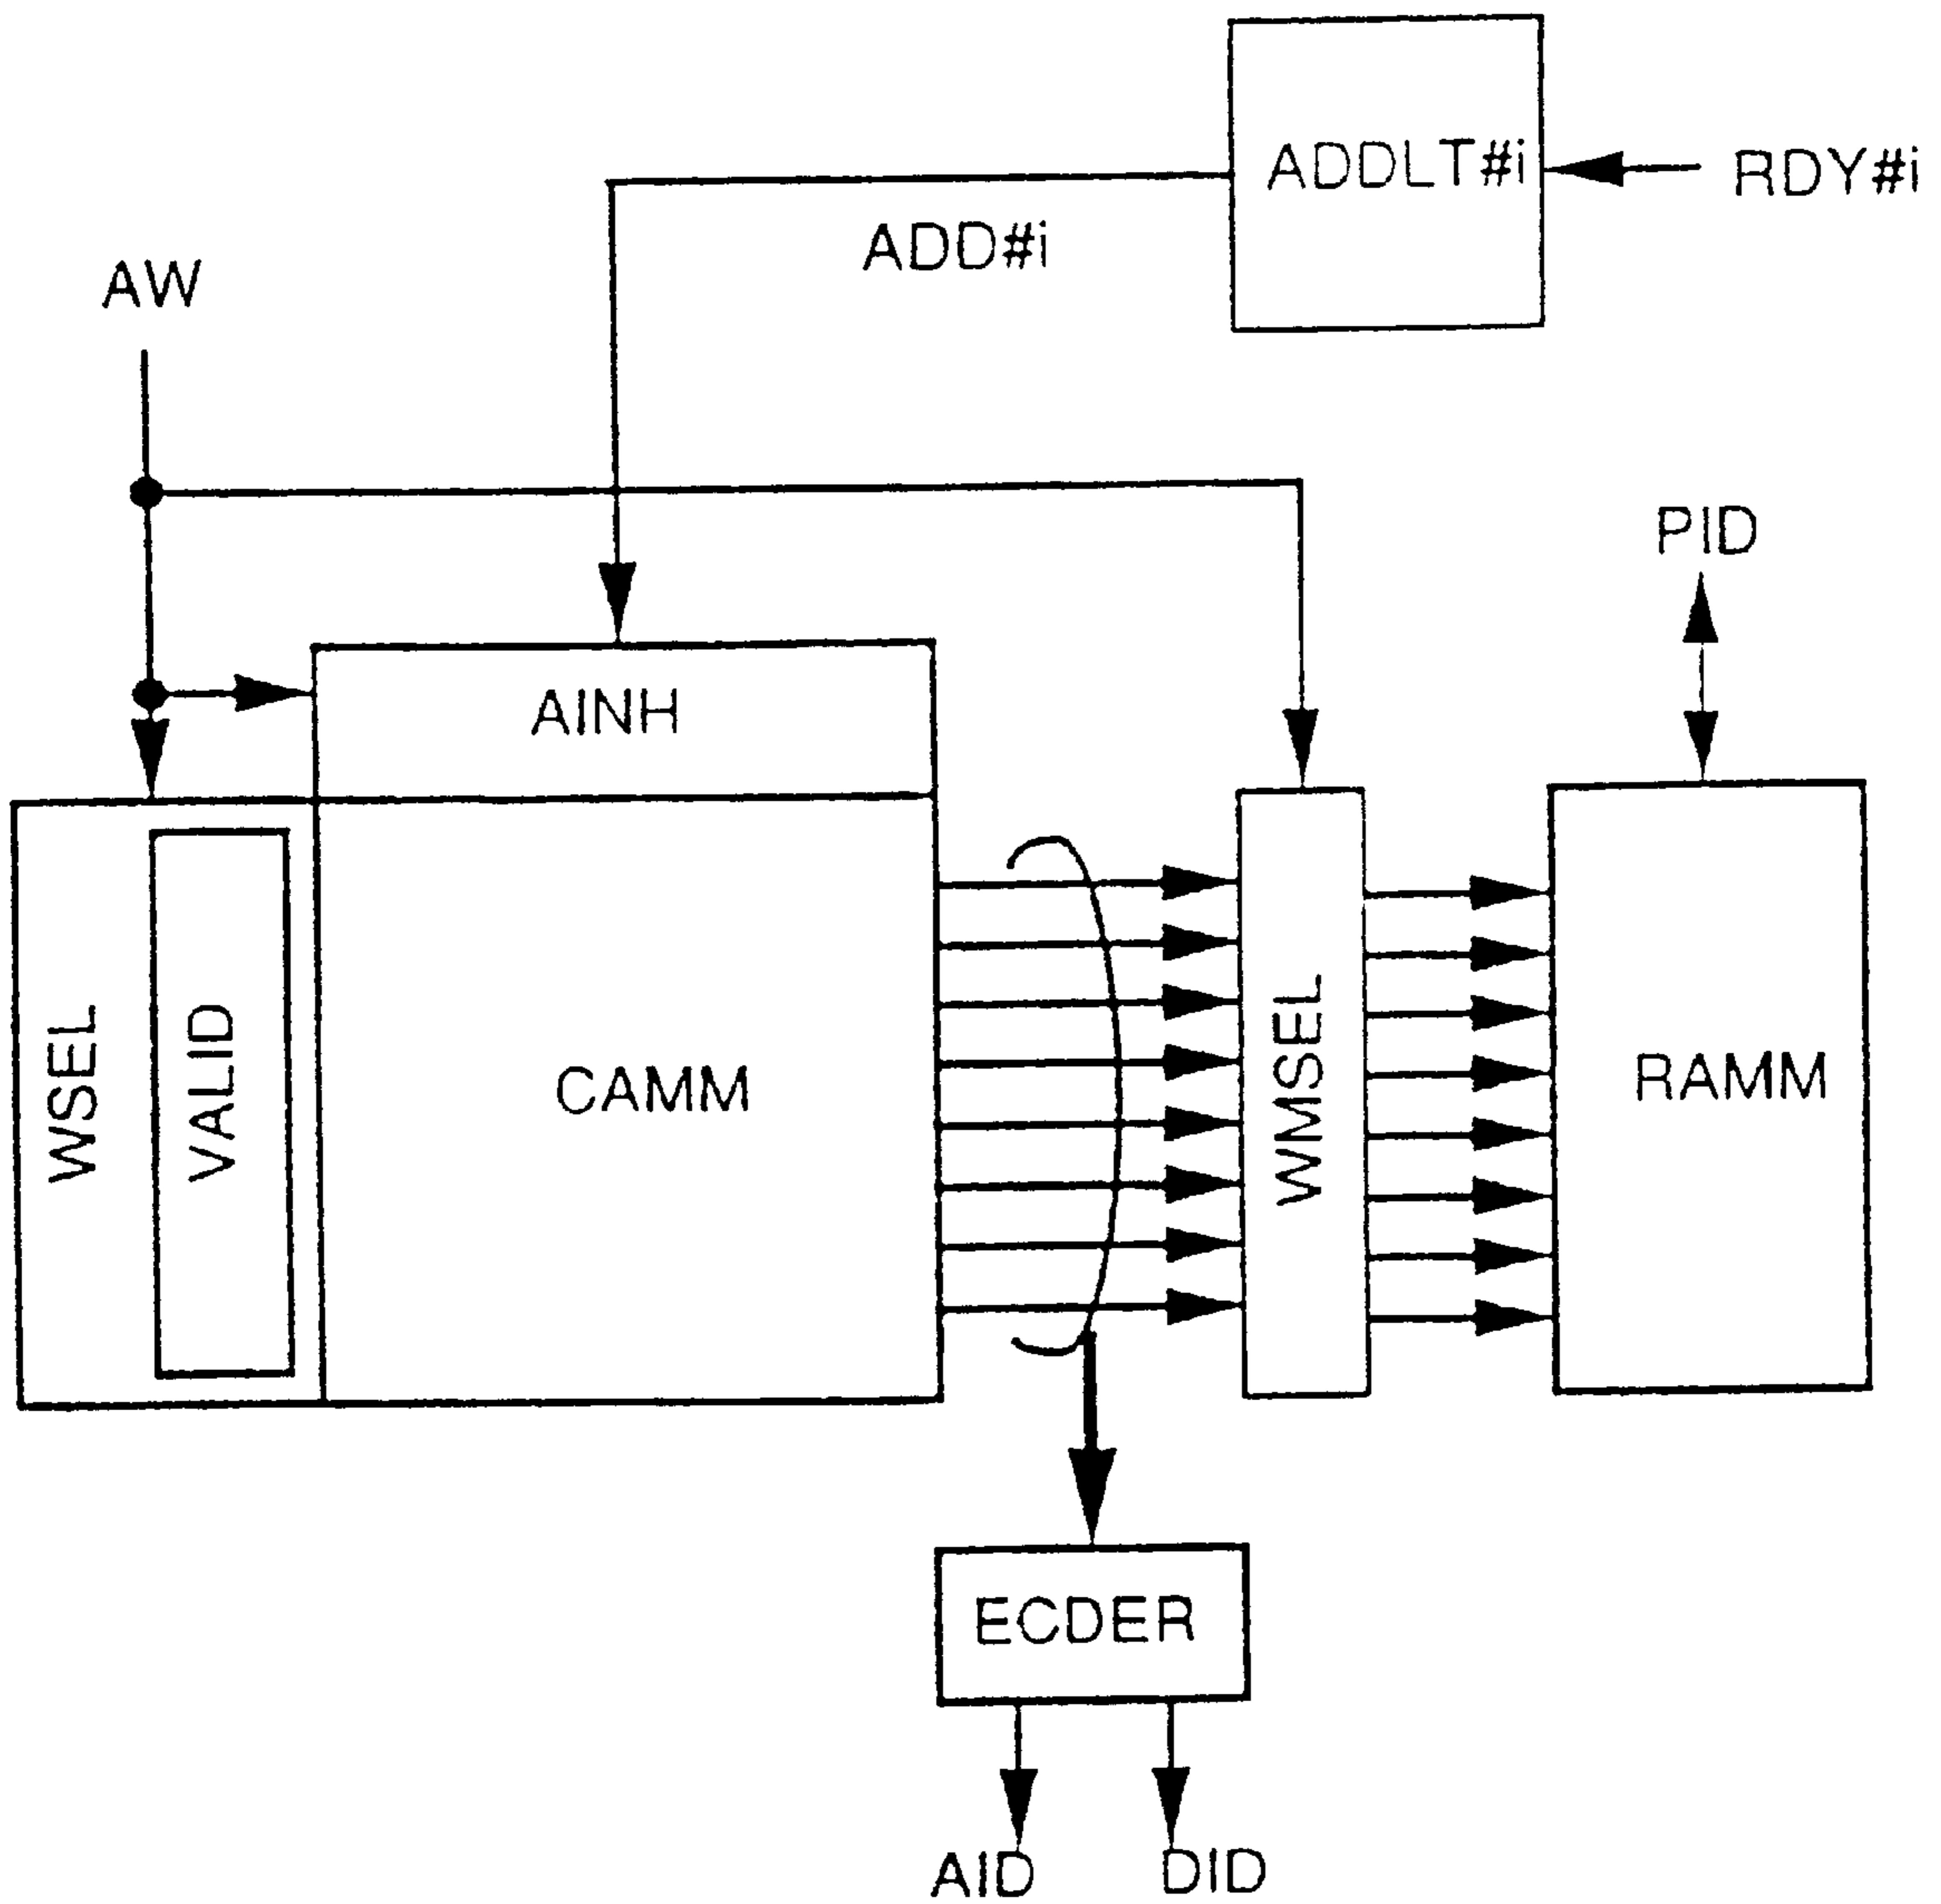 ADDLT#i
RDY#i
ADD#i
AW
PID
AINH
WSEL
VALID
CAMM
WMSEL
RAMM
ECDER
AID
DID